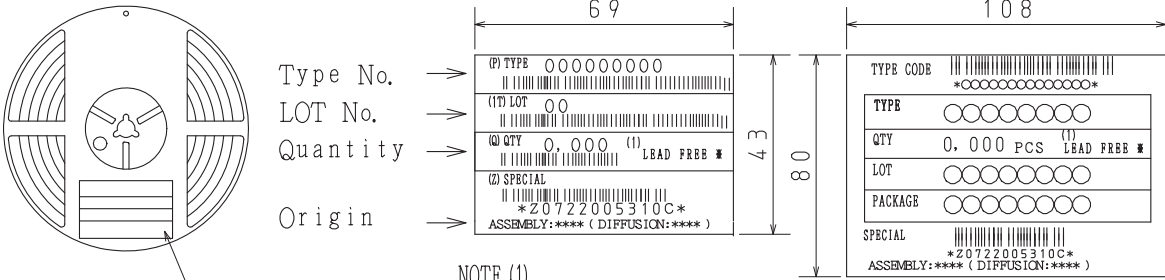 69
108
Type No.
LOT No.
Quantity
Origin
(P) TYPE 000000000
(1T) LOT 00
(Q) QTY 0,000 (1) LEAD FREE *
(Z) SPECIAL
*Z0722005310C*
ASSEMBLY:**** (DIFFUSION:****)
43
80
TYPE CODE
*○○○○○○○○○○○○○*
TYPE ○○○○○○○○
QTY 0,000 PCS (1) LEAD FREE *
LOT ○○○○○○○○
PACKAGE ○○○○○○○○
SPECIAL
*Z0722005310C*
ASSEMBLY:**** (DIFFUSION:****)
NOTE (1)